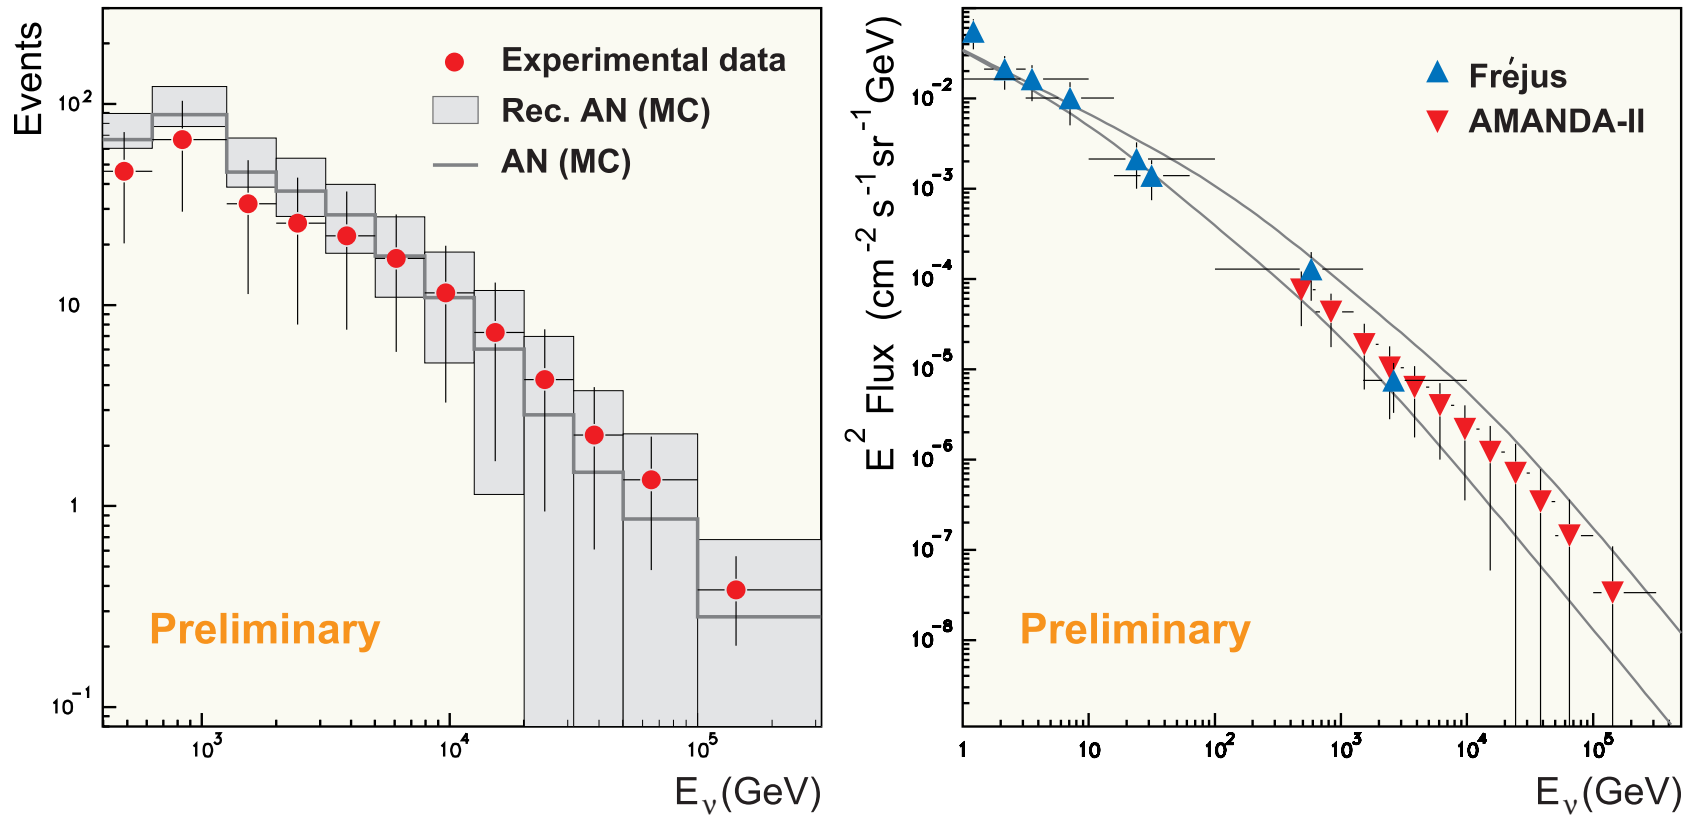 Events
10²
10
1
10⁻¹
Experimental data
Rec. AN (MC)
AN (MC)
Preliminary
10³ 10⁴ 10⁵
Eᵥ(GeV)
E² Flux (cm⁻² s⁻¹ sr⁻¹ GeV)
10⁻²
10⁻³
10⁻⁴
10⁻⁵
10⁻⁶
10⁻⁷
10⁻⁸
Fréjus
AMANDA-II
Preliminary
1 10 10² 10³ 10⁴ 10⁵
Eᵥ(GeV)